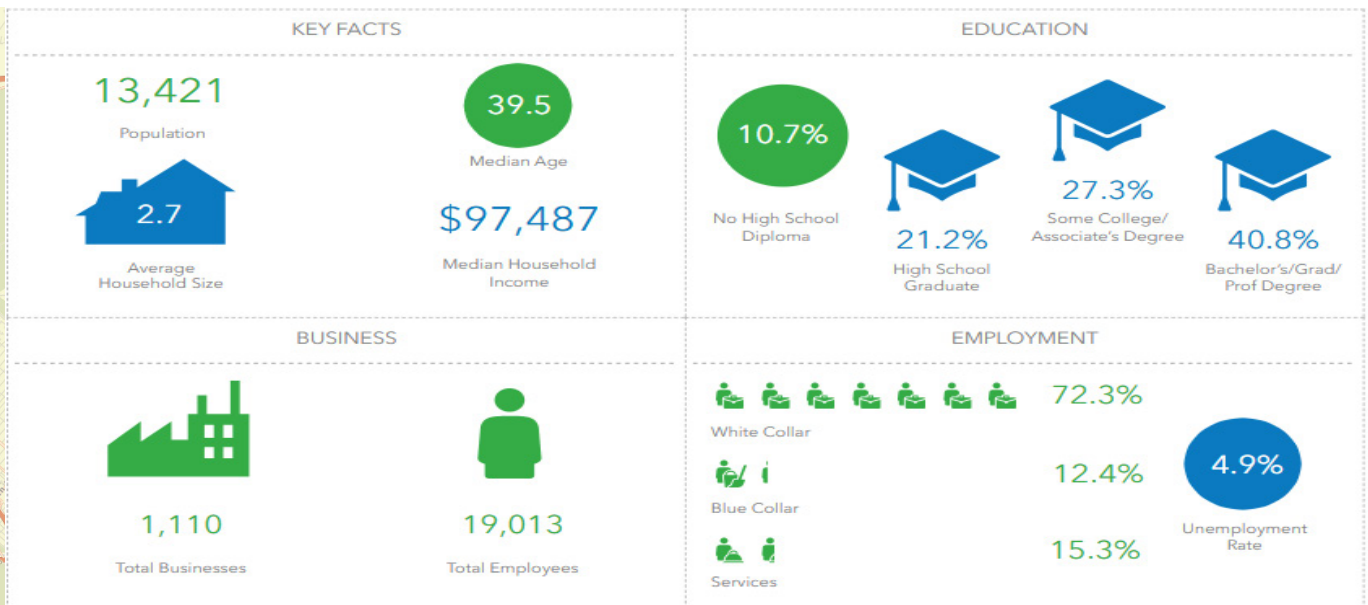 KEY FACTS
13,421
Population
39.5
Median Age
2.7
Average
Household Size
$97,487
Median Household
Income
EDUCATION
10.7%
No High School
Diploma
21.2%
High School
Graduate
27.3%
Some College/
Associate's Degree
40.8%
Bachelor's/Grad/
Prof Degree
BUSINESS
1,110
Total Businesses
19,013
Total Employees
EMPLOYMENT
72.3%
White Collar
12.4%
Blue Collar
15.3%
Services
4.9%
Unemployment
Rate